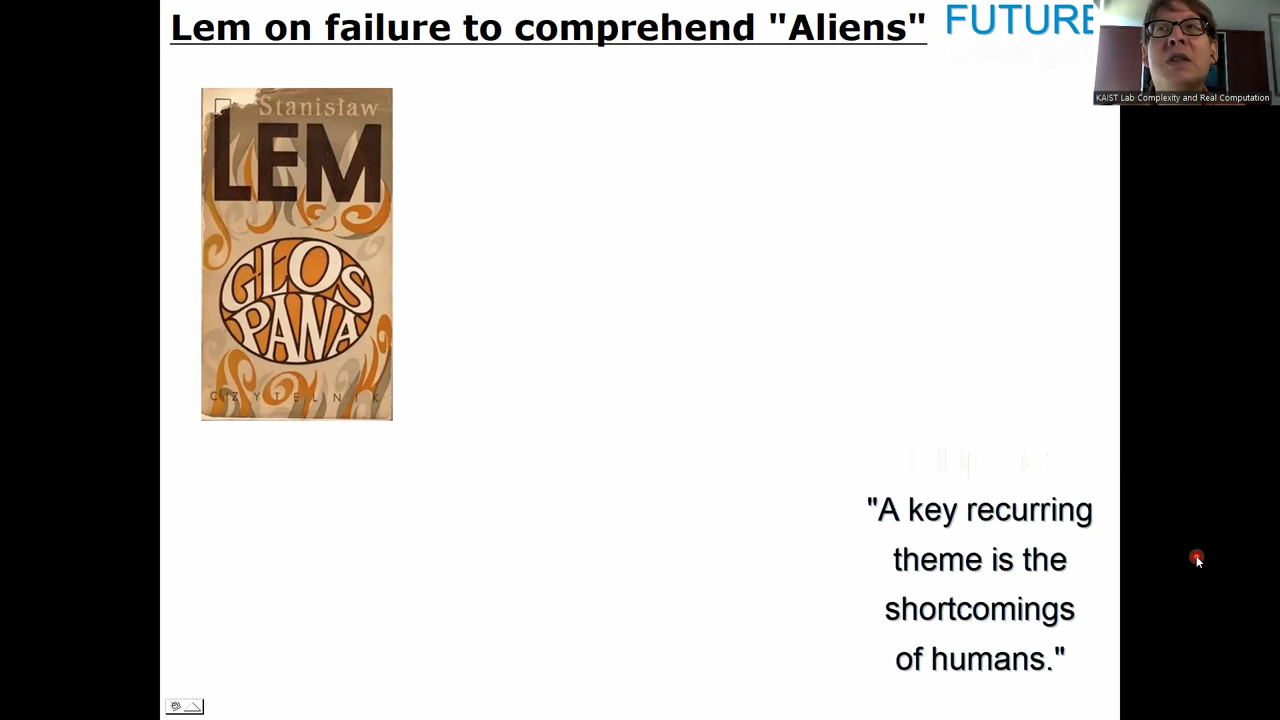 Lem on failure to comprehend "Aliens"
FUTURE
KAIST Lab Complexity and Real Computation
Stanisław
LEM
GŁOS
PANA
CZYTELNIK
"A key recurring
theme is the
shortcomings
of humans."